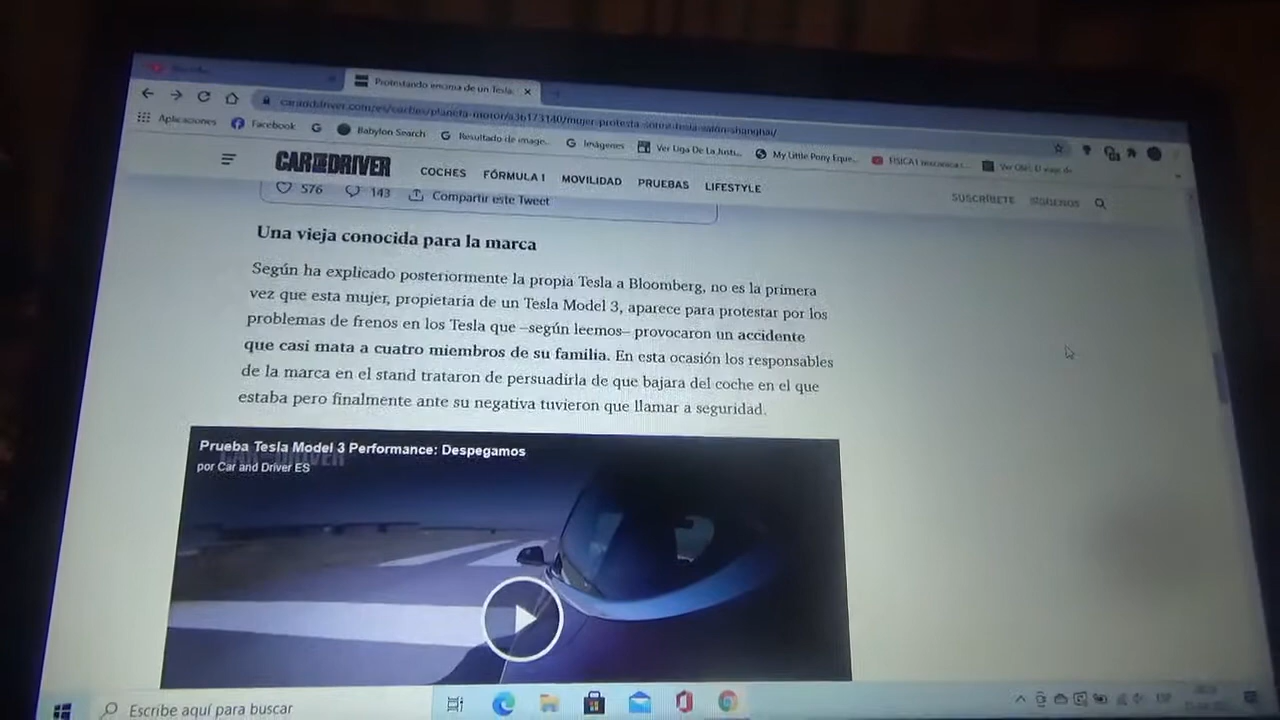 Protestando encima de un Tesla
caranddriver.com/es/coches/planeta-motor/a36173140/mujer-protesta-sobre-tesla-salon-shanghai/
Aplicaciones Facebook Babylon Search Resultado de image... Imágenes Ver Liga De La Justi... My Little Pony Eque... Ver
CAR AND DRIVER COCHES FÓRMULA 1 MOVILIDAD PRUEBAS LIFESTYLE SUSCRÍBETE SÍGUENOS
576 143 Compartir este Tweet
Una vieja conocida para la marca
Según ha explicado posteriormente la propia Tesla a Bloomberg, no es la primera
vez que esta mujer, propietaria de un Tesla Model 3, aparece para protestar por los
problemas de frenos en los Tesla que –según leemos– provocaron un accidente
que casi mata a cuatro miembros de su familia. En esta ocasión los responsables
de la marca en el stand trataron de persuadirla de que bajara del coche en el que
estaba pero finalmente ante su negativa tuvieron que llamar a seguridad.
Prueba Tesla Model 3 Performance: Despegamos
por Car and Driver ES
Escribe aquí para buscar
ESP